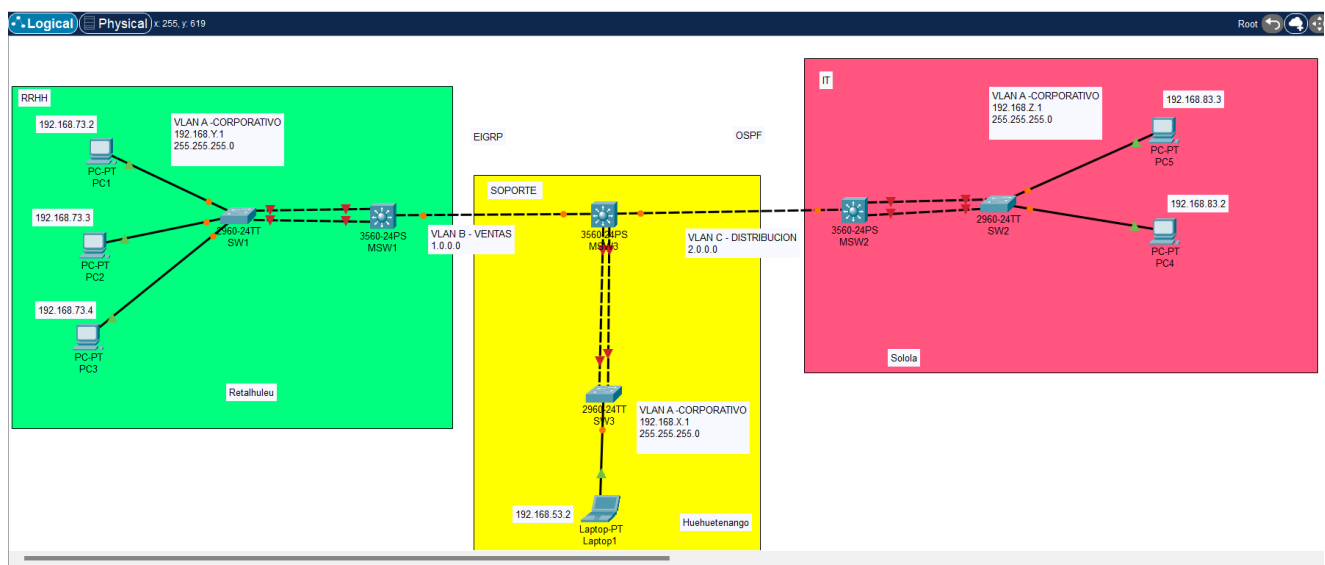 Logical
Physical
x: 255, y: 619
Root
RRHH
192.168.73.2
PC-PT
PC1
192.168.73.3
PC-PT
PC2
192.168.73.4
PC-PT
PC3
VLAN A -CORPORATIVO
192.168.Y.1
255.255.255.0
2960-24TT
SW1
3560-24PS
MSW1
Retalhuleu
EIGRP
OSPF
SOPORTE
VLAN B - VENTAS
1.0.0.0
3560-24PS
MSW3
VLAN C - DISTRIBUCION
2.0.0.0
2960-24TT
SW3
VLAN A -CORPORATIVO
192.168.X.1
255.255.255.0
192.168.53.2
Laptop-PT
Laptop1
Huehuetenango
IT
VLAN A -CORPORATIVO
192.168.Z.1
255.255.255.0
192.168.83.3
PC-PT
PC5
3560-24PS
MSW2
2960-24TT
SW2
192.168.83.2
PC-PT
PC4
Solola